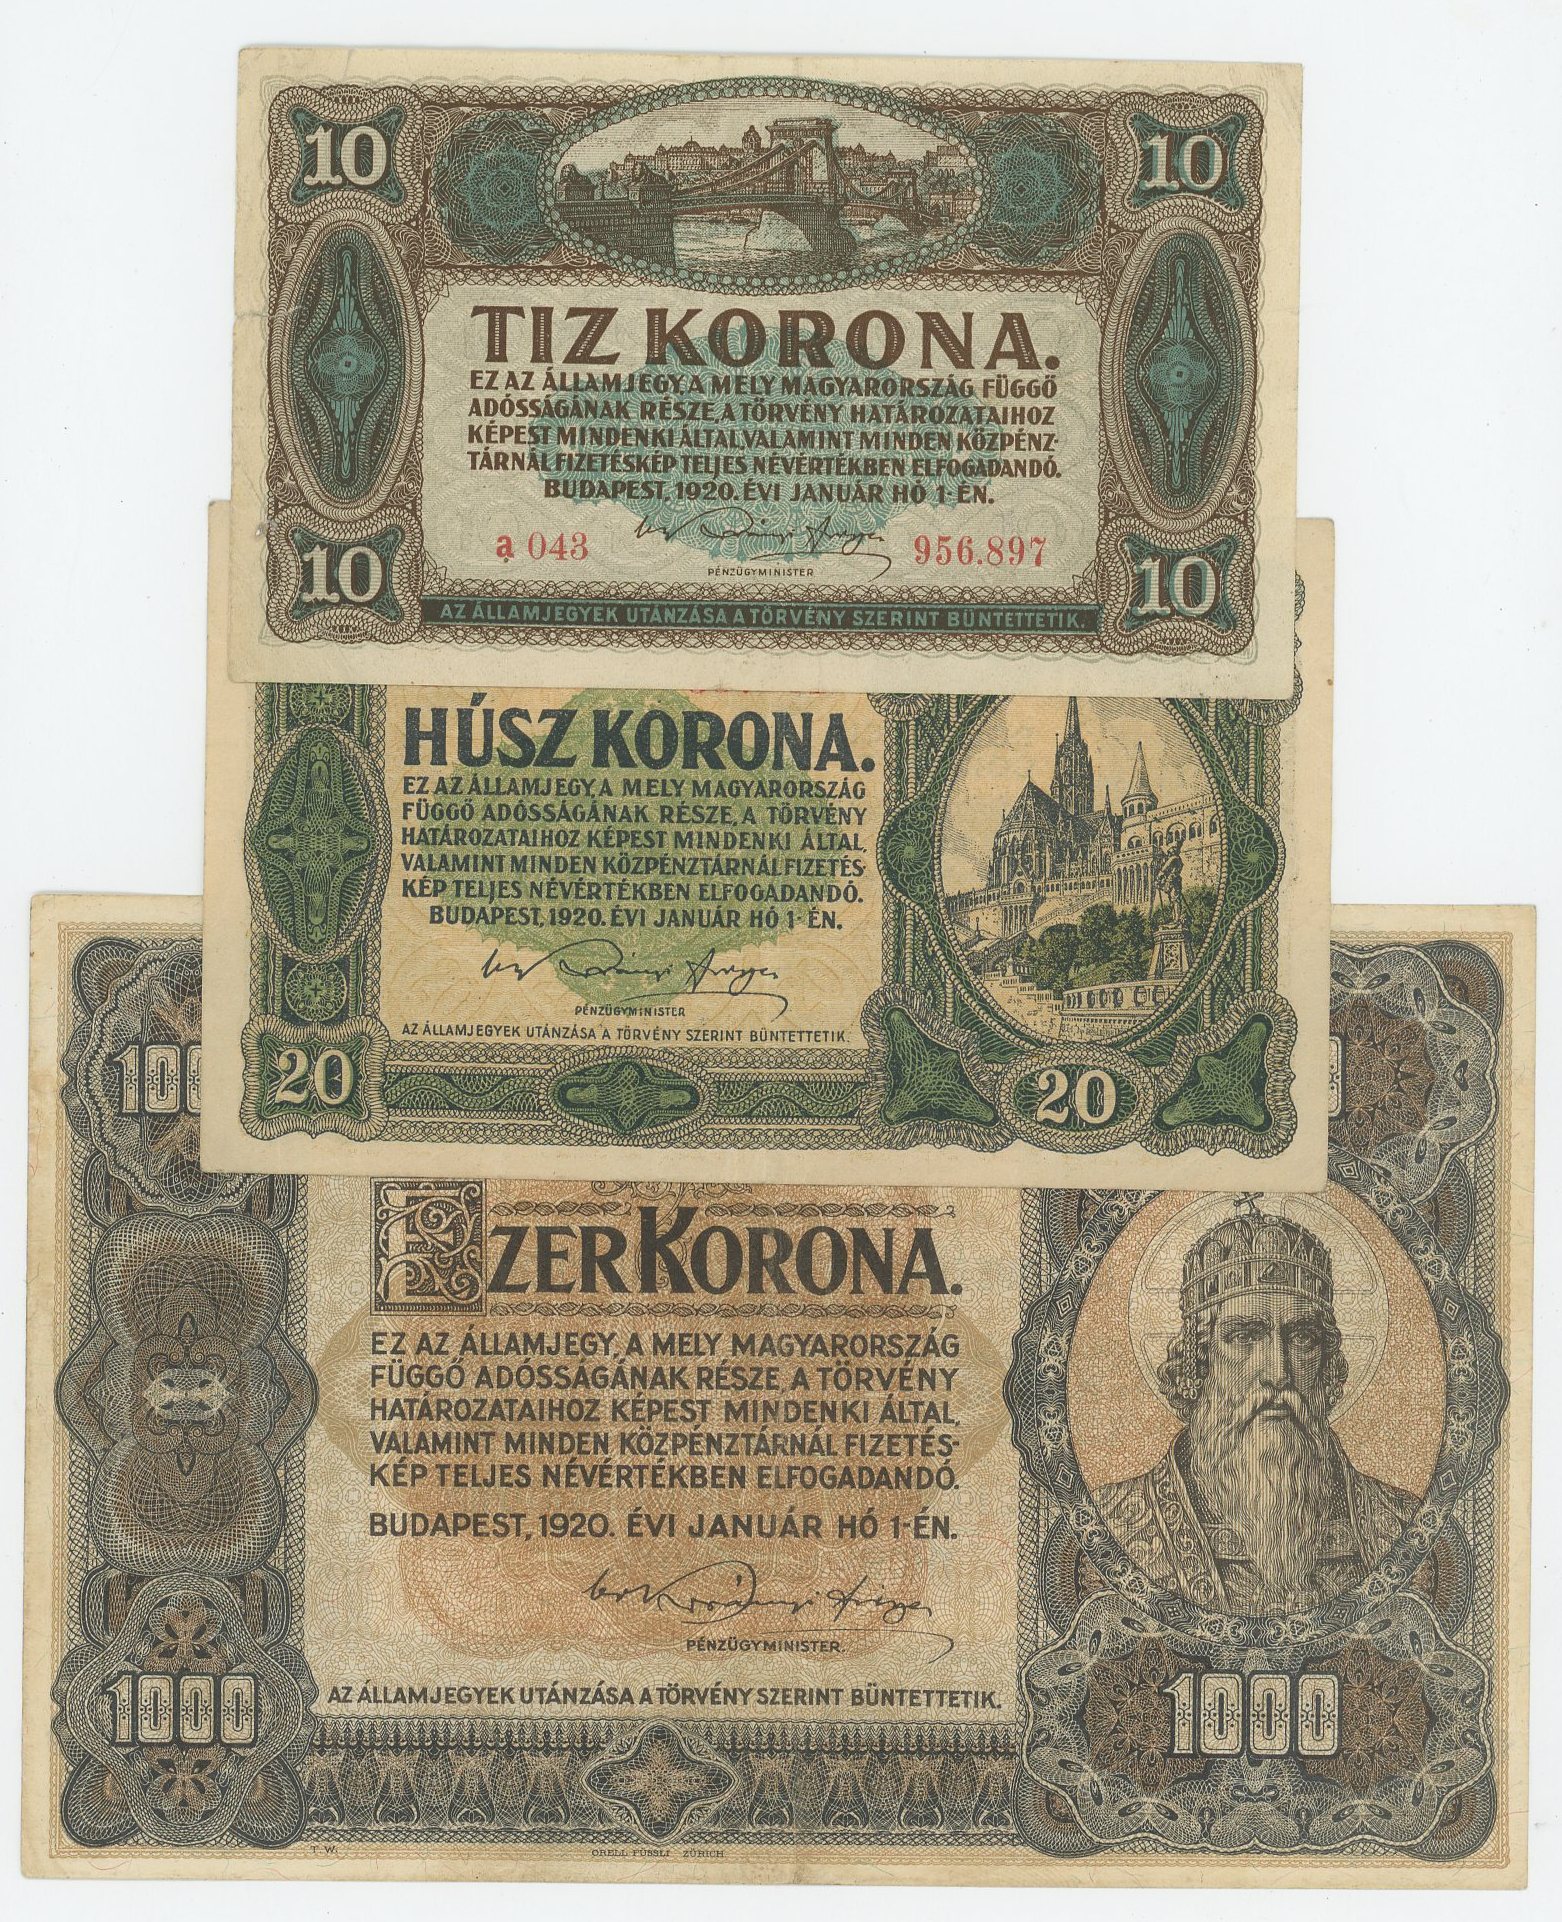 10 10
TIZ KORONA.
EZ AZ ÁLLAMJEGY, A MELY MAGYARORSZÁG FÜGGŐ
ADÓSSÁGÁNAK RÉSZE, A TÖRVÉNY HATÁROZATAIHOZ
KÉPEST MINDENKI ÁLTAL, VALAMINT MINDEN KÖZPÉNZ-
TÁRNÁL FIZETÉSKÉP TELJES NÉVÉRTÉKBEN ELFOGADANDÓ.
BUDAPEST, 1920. ÉVI JANUÁR HÓ 1-ÉN.
a 043 956.897
PÉNZÜGYMINISTER
10 10
AZ ÁLLAMJEGYEK UTÁNZÁSA A TÖRVÉNY SZERINT BÜNTETTETIK.
HÚSZ KORONA.
EZ AZ ÁLLAMJEGY, A MELY MAGYARORSZÁG
FÜGGŐ ADÓSSÁGÁNAK RÉSZE, A TÖRVÉNY
HATÁROZATAIHOZ KÉPEST MINDENKI ÁLTAL,
VALAMINT MINDEN KÖZPÉNZTÁRNÁL FIZETÉS-
KÉP TELJES NÉVÉRTÉKBEN ELFOGADANDÓ.
BUDAPEST, 1920. ÉVI JANUÁR HÓ 1-ÉN.
PÉNZÜGYMINISTER
AZ ÁLLAMJEGYEK UTÁNZÁSA A TÖRVÉNY SZERINT BÜNTETTETIK.
20 20
EZER KORONA.
EZ AZ ÁLLAMJEGY, A MELY MAGYARORSZÁG
FÜGGŐ ADÓSSÁGÁNAK RÉSZE, A TÖRVÉNY
HATÁROZATAIHOZ KÉPEST MINDENKI ÁLTAL,
VALAMINT MINDEN KÖZPÉNZTÁRNÁL FIZETÉS-
KÉP TELJES NÉVÉRTÉKBEN ELFOGADANDÓ.
BUDAPEST, 1920. ÉVI JANUÁR HÓ 1-ÉN.
PÉNZÜGYMINISTER.
AZ ÁLLAMJEGYEK UTÁNZÁSA A TÖRVÉNY SZERINT BÜNTETTETIK.
1000 1000
T. W. ORELL FÜSSLI ZÜRICH